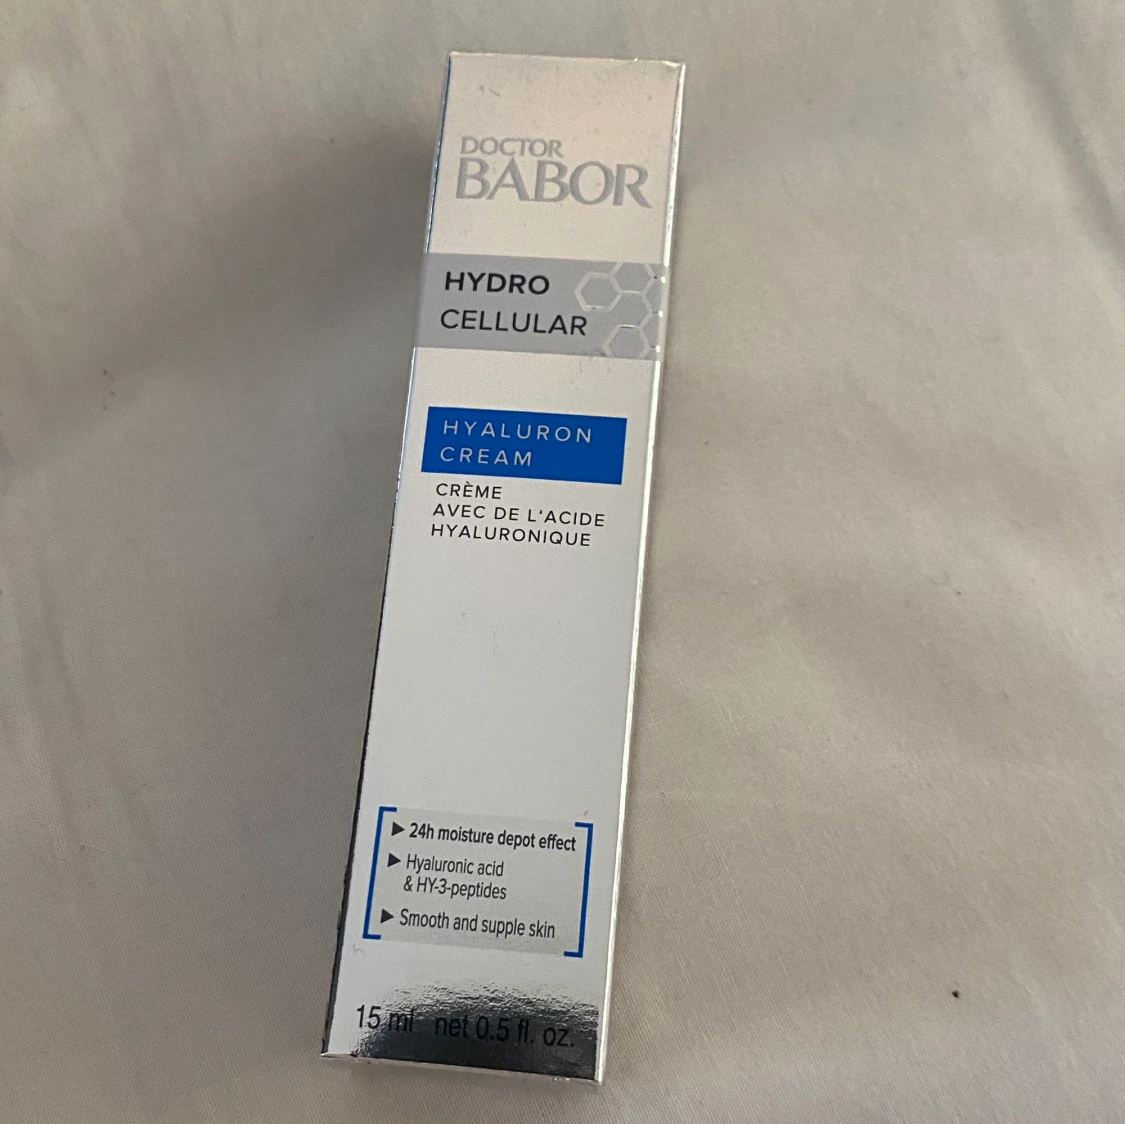 DOCTOR
BABOR
HYDRO
CELLULAR
HYALURON
CREAM
CRÈME
AVEC DE L'ACIDE
HYALURONIQUE
▶ 24h moisture depot effect
▶ Hyaluronic acid
& HY-3-peptides
▶ Smooth and supple skin
15 ml net 0.5 fl. oz.